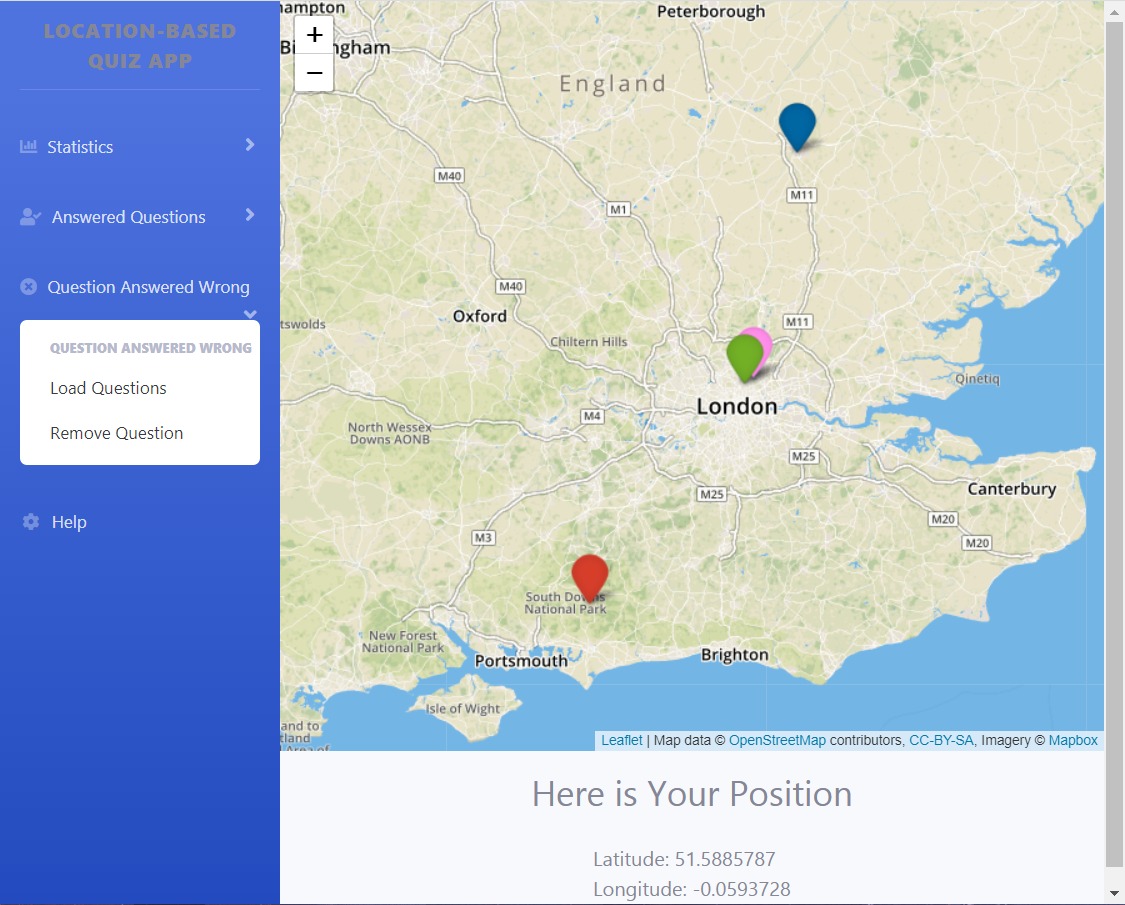 LOCATION-BASED
QUIZ APP
Statistics
Answered Questions
Question Answered Wrong
QUESTION ANSWERED WRONG
Load Questions
Remove Question
Help
+
−
Peterborough
England
M40
M11
M1
M40
Oxford
M11
Chiltern Hills
Qinetiq
London
M4
North Wessex
Downs AONB
M25
M25
Canterbury
M20
M3
M20
South Downs
National Park
New Forest
National Park
Portsmouth
Brighton
Isle of Wight
and to
Leaflet | Map data © OpenStreetMap contributors, CC-BY-SA, Imagery © Mapbox
Here is Your Position
Latitude: 51.5885787
Longitude: -0.0593728